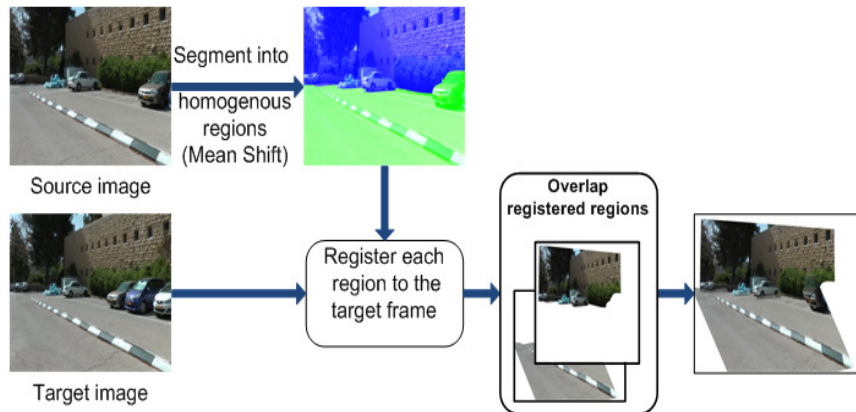 Segment into
homogenous
regions
(Mean Shift)
Source image
Overlap
registered regions
Register each
region to the
target frame
Target image